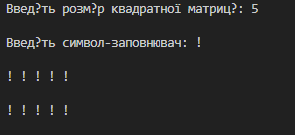 Введ?ть розм?р квадратної матриц?: 5
Введ?ть символ-заповнювач: !
! ! ! ! !
! ! ! ! !